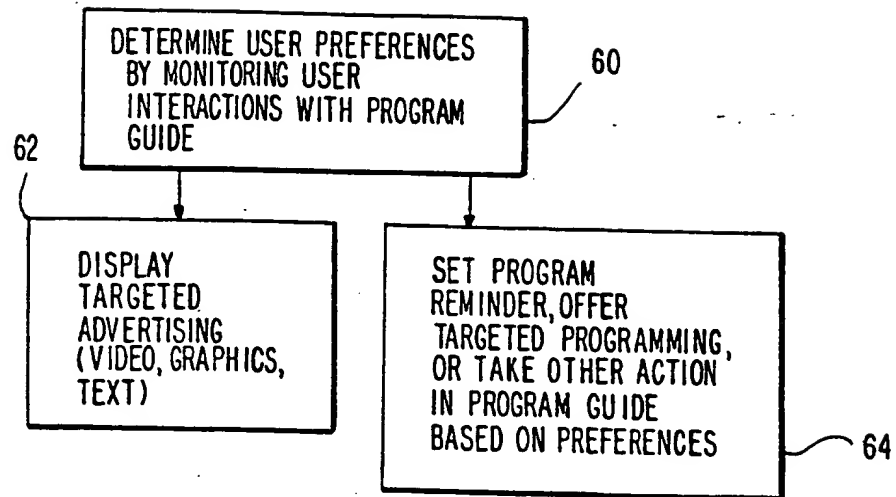 DETERMINE USER PREFERENCES
BY MONITORING USER
INTERACTIONS WITH PROGRAM
GUIDE
60
62
DISPLAY
TARGETED
ADVERTISING
(VIDEO, GRAPHICS,
TEXT)
SET PROGRAM
REMINDER, OFFER
TARGETED PROGRAMMING,
OR TAKE OTHER ACTION
IN PROGRAM GUIDE
BASED ON PREFERENCES
64